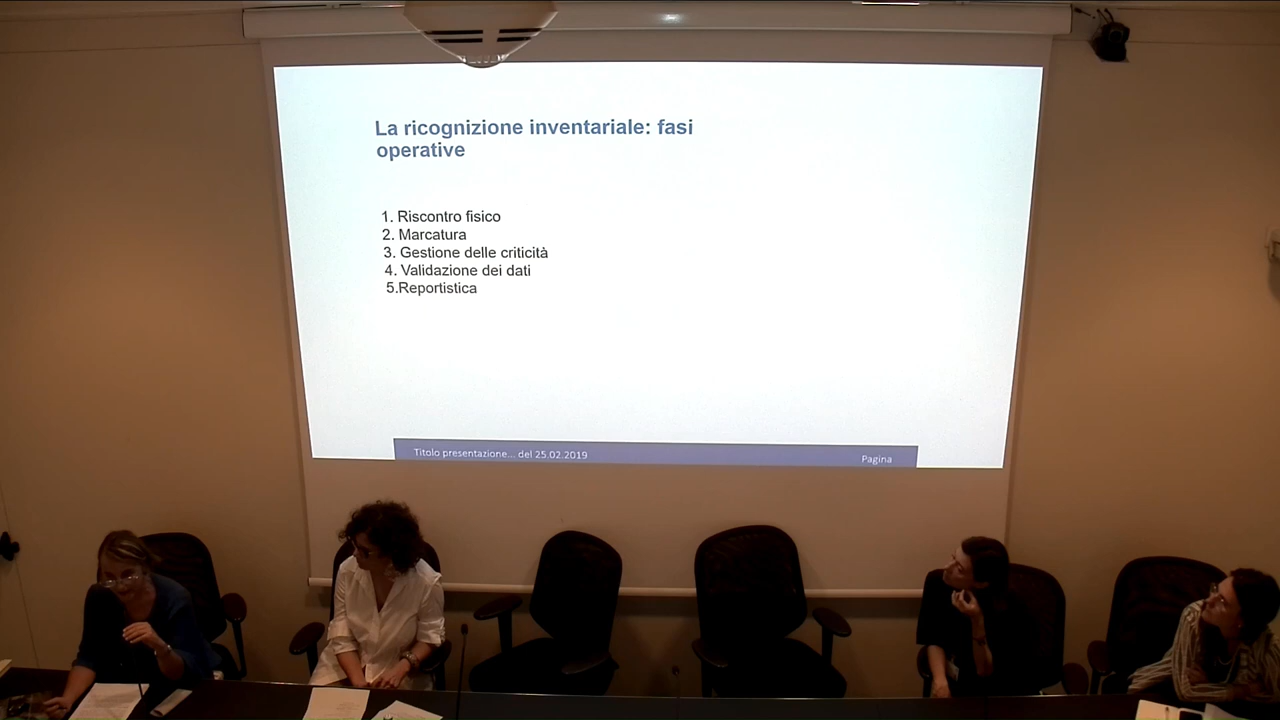 La ricognizione inventariale: fasi
operative
1. Riscontro fisico
2. Marcatura
3. Gestione delle criticità
4. Validazione dei dati
5.Reportistica
Titolo presentazione... del 25.02.2019
Pagina